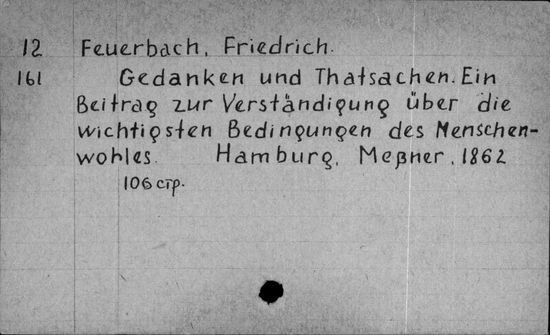 12 Feuerbach, Friedrich.
161 Gedanken und Thatsachen. Ein
Beitrag zur Verständigung über die
wichtigsten Bedingungen des Menschen-
wohles. Hamburg, Meßner, 1862
106 стр.